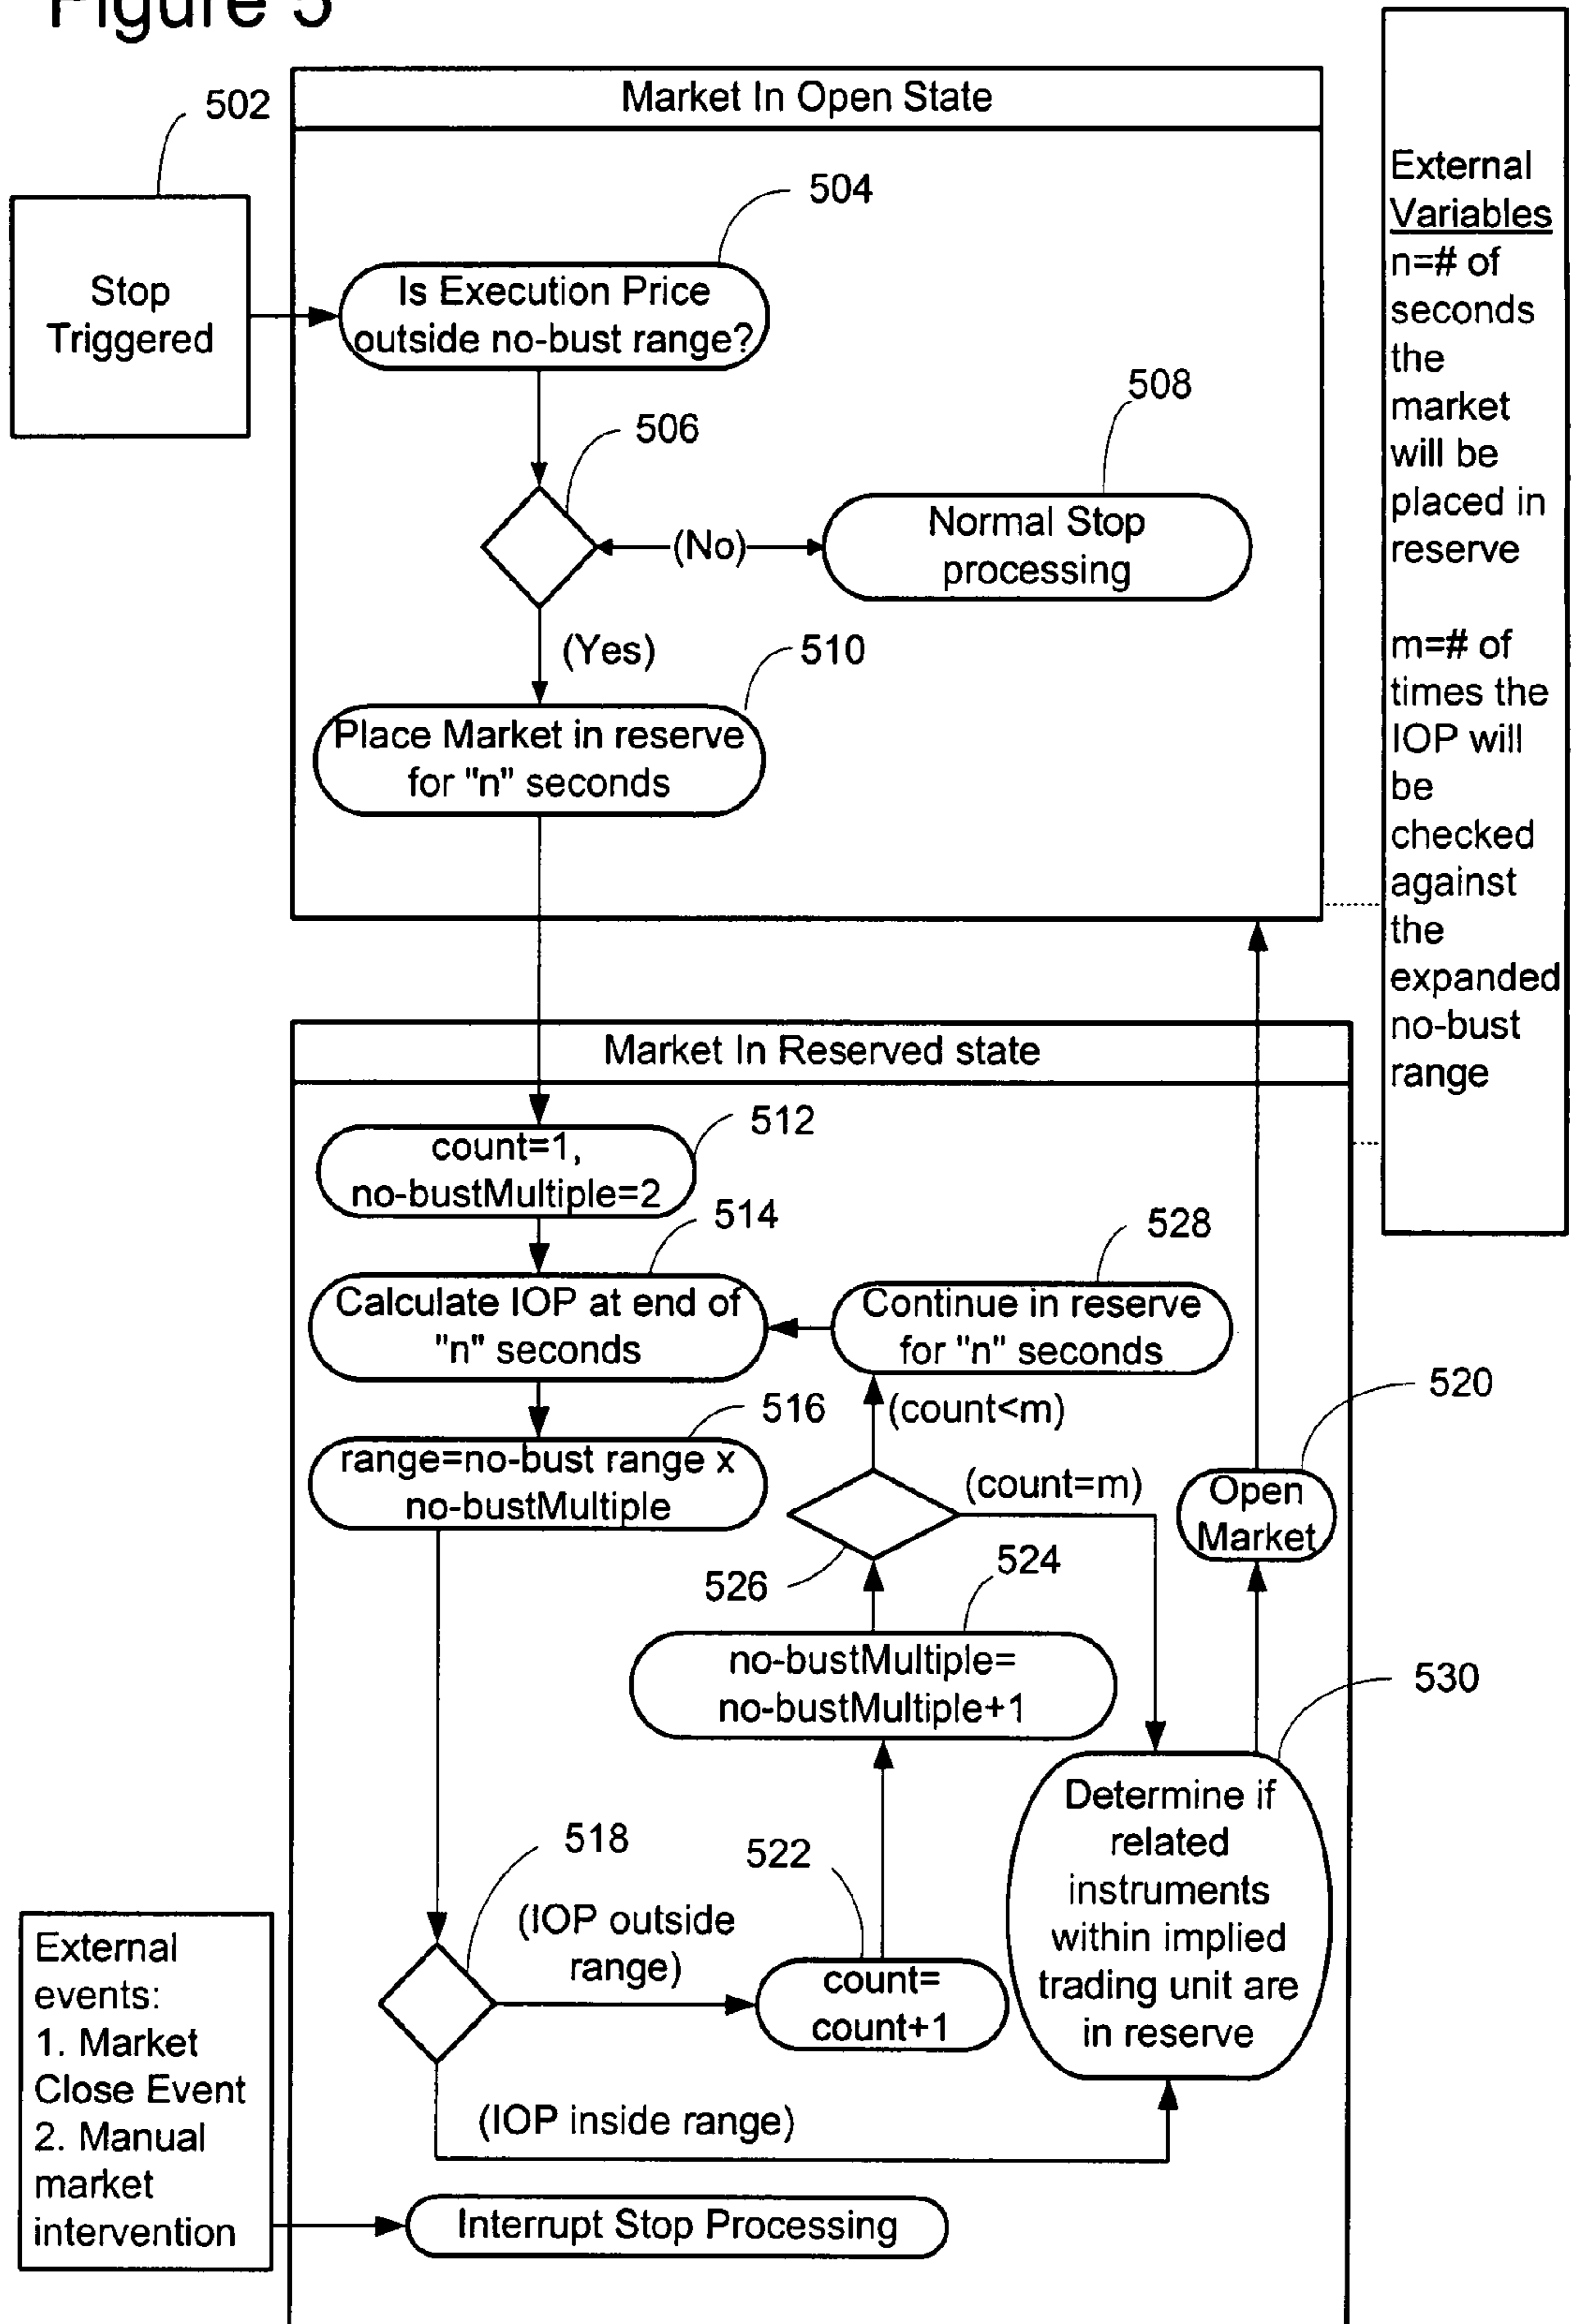 Figure 5
Market In Open State
502
504
Stop
Triggered
Is Execution Price
outside no-bust range?
508
506
Normal Stop
processing
(No)
(Yes)
510
Place Market in reserve
for "n" seconds
External
Variables
n=# of
seconds
the
market
will be
placed in
reserve
m=# of
times the
IOP will
be
checked
against
the
expanded
no-bust
range
Market In Reserved state
512
count=1,
no-bustMultiple=2
514
528
Calculate IOP at end of
"n" seconds
Continue in reserve
for "n" seconds
520
(count<m)
516
range=no-bust range x
no-bustMultiple
(count=m)
Open
Market
526
524
no-bustMultiple=
no-bustMultiple+1
530
Determine if
related
instruments
within implied
trading unit are
in reserve
518
522
(IOP outside
range)
count=
count+1
(IOP inside range)
External
events:
1. Market
Close Event
2. Manual
market
intervention
Interrupt Stop Processing